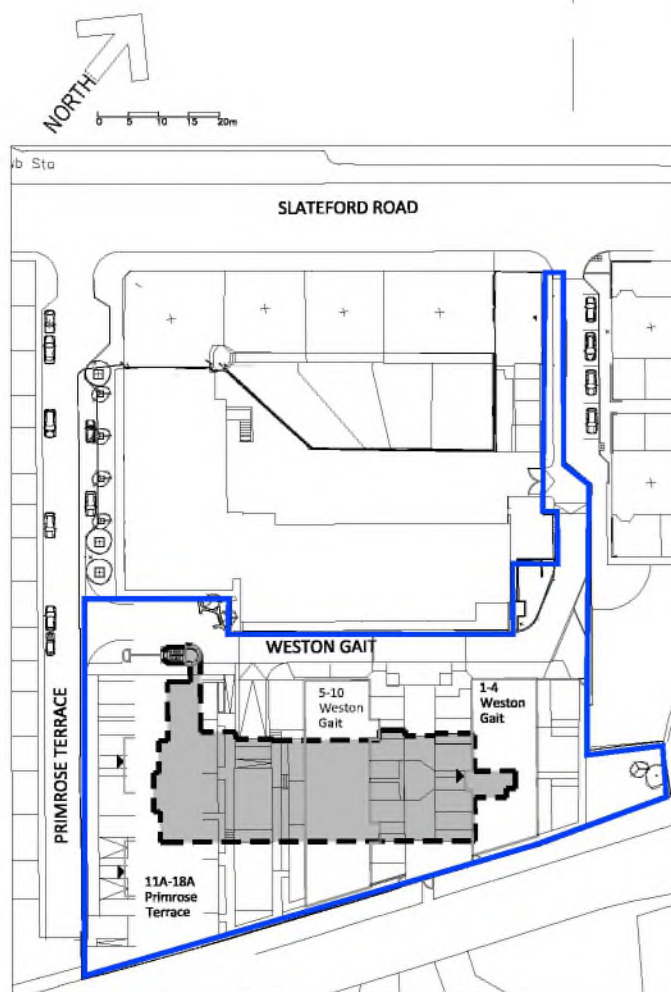 NORTH
0 5 10 15 20m
ub Sta
SLATEFORD ROAD
WESTON GAIT
PRIMROSE TERRACE
5-10
Weston
Gait
1-4
Weston
Gait
11A-18A
Primrose
Terrace